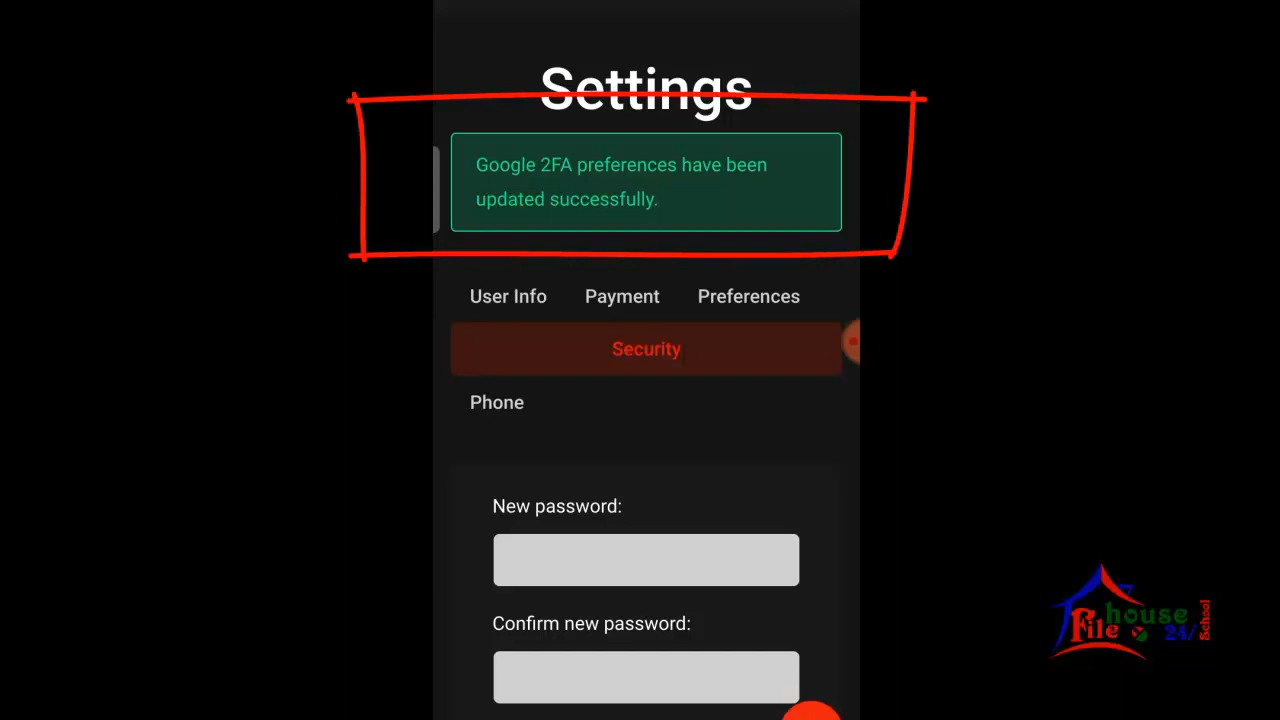 Settings
Google 2FA preferences have been
updated successfully.
User Info Payment Preferences
Security
Phone
New password:
Confirm new password:
File house 24/7 School